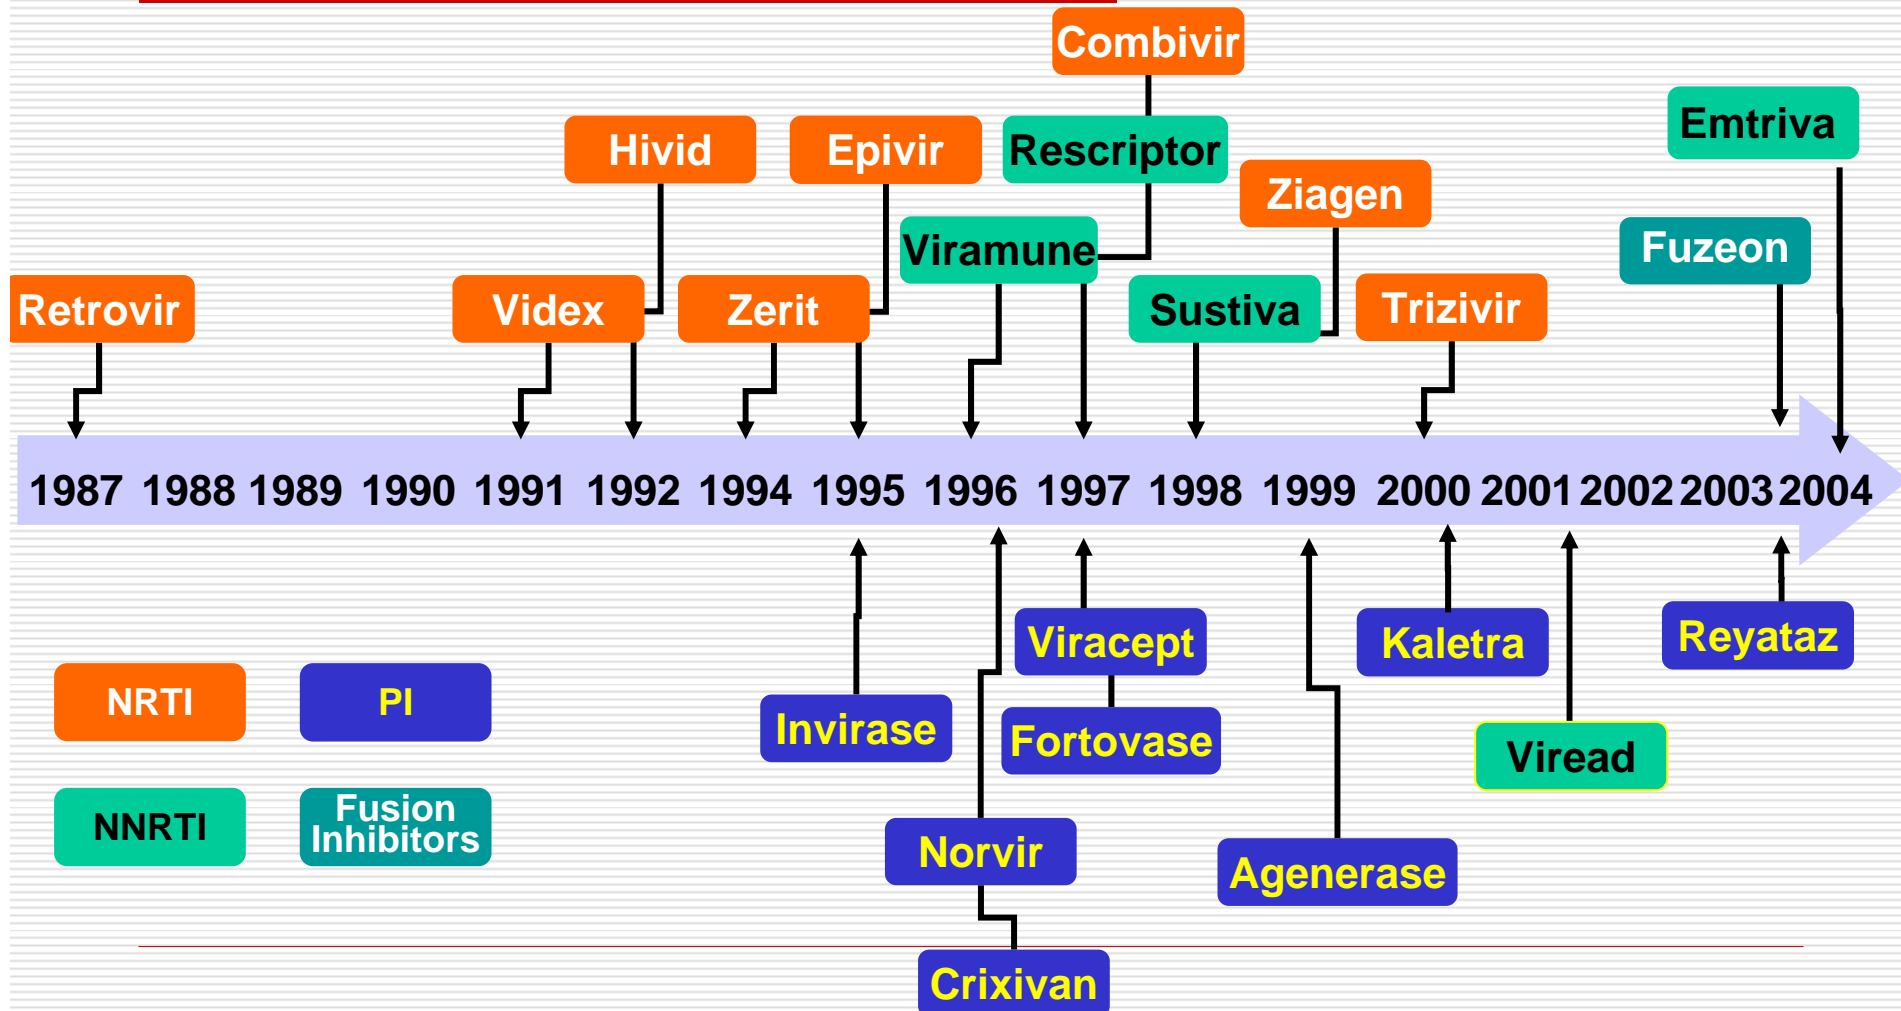 Combivir
Hivid
Epivir
Rescriptor
Emtriva
Ziagen
Viramune
Fuzeon
Retrovir
Videx
Zerit
Sustiva
Trizivir
1987 1988 1989 1990 1991 1992 1994 1995 1996 1997 1998 1999 2000 2001 2002 2003 2004
Viracept
Kaletra
Reyataz
NRTI
PI
Invirase
Fortovase
Viread
NNRTI
Fusion
Inhibitors
Norvir
Agenerase
Crixivan